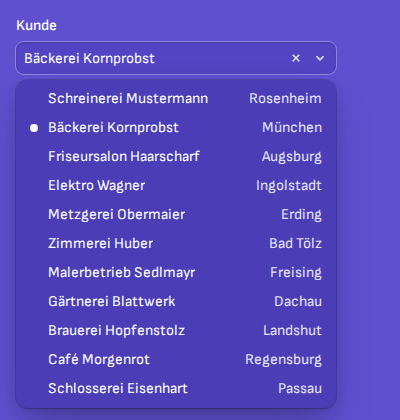 Kunde
Bäckerei Kornprobst
Schreinerei Mustermann Rosenheim
Bäckerei Kornprobst München
Friseursalon Haarscharf Augsburg
Elektro Wagner Ingolstadt
Metzgerei Obermaier Erding
Zimmerei Huber Bad Tölz
Malerbetrieb Sedlmayr Freising
Gärtnerei Blattwerk Dachau
Brauerei Hopfenstolz Landshut
Café Morgenrot Regensburg
Schlosserei Eisenhart Passau